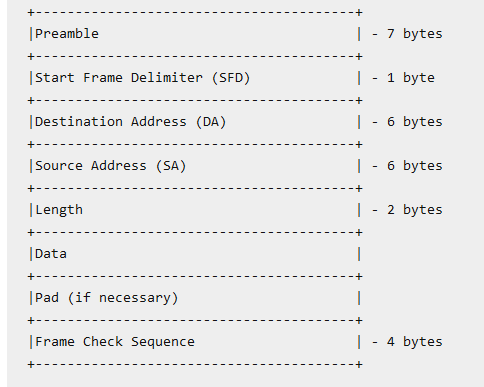 +----------------------------------------+
|Preamble                                | - 7 bytes
+----------------------------------------+
|Start Frame Delimiter (SFD)             | - 1 byte
+----------------------------------------+
|Destination Address (DA)                | - 6 bytes
+----------------------------------------+
|Source Address (SA)                     | - 6 bytes
+----------------------------------------+
|Length                                  | - 2 bytes
+----------------------------------------+
|Data                                    |
+----------------------------------------+
|Pad (if necessary)                      |
+----------------------------------------+
|Frame Check Sequence                    | - 4 bytes
+----------------------------------------+